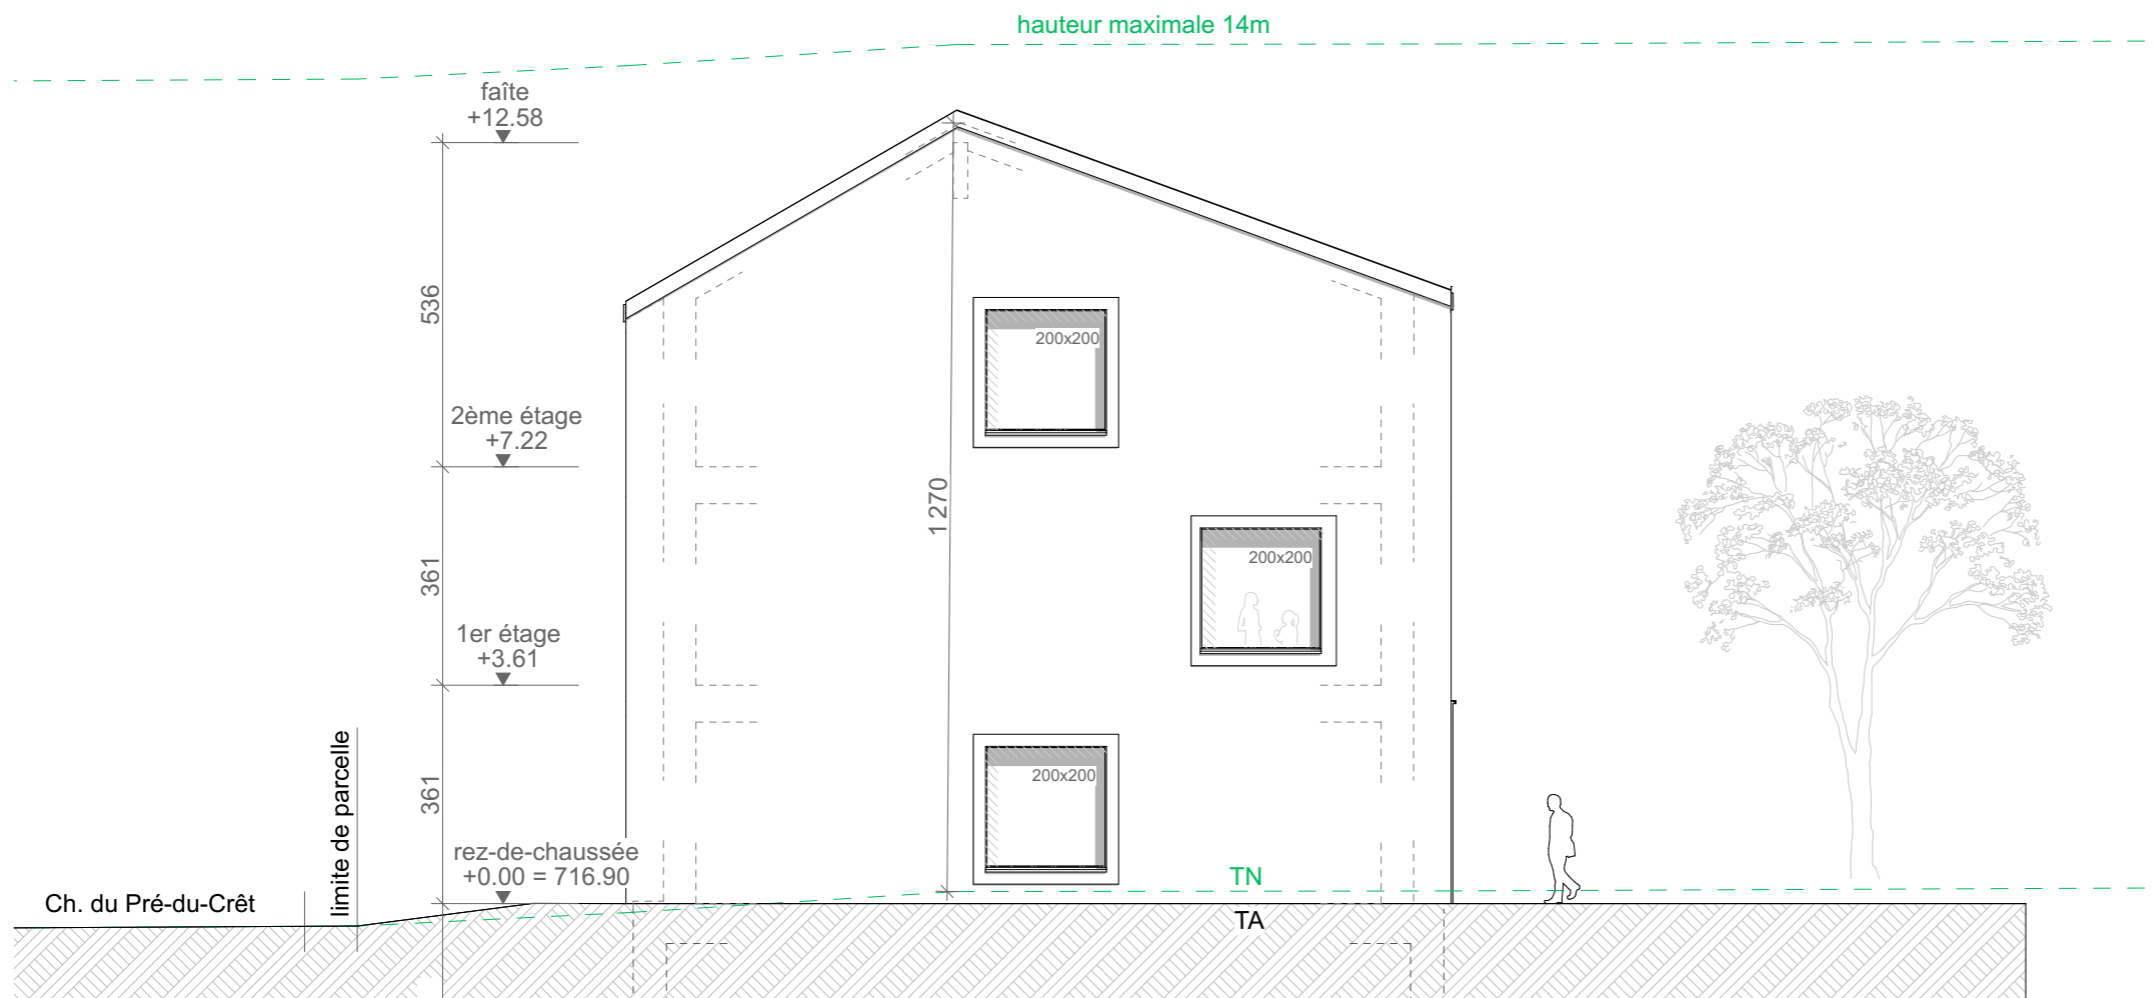 hauteur maximale 14m
faîte
+12.58
536
200x200
2ème étage
+7.22
1270
361
200x200
1er étage
+3.61
limite de parcelle
361
200x200
rez-de-chaussée
+0.00 = 716.90
TN
Ch. du Pré-du-Crêt
TA